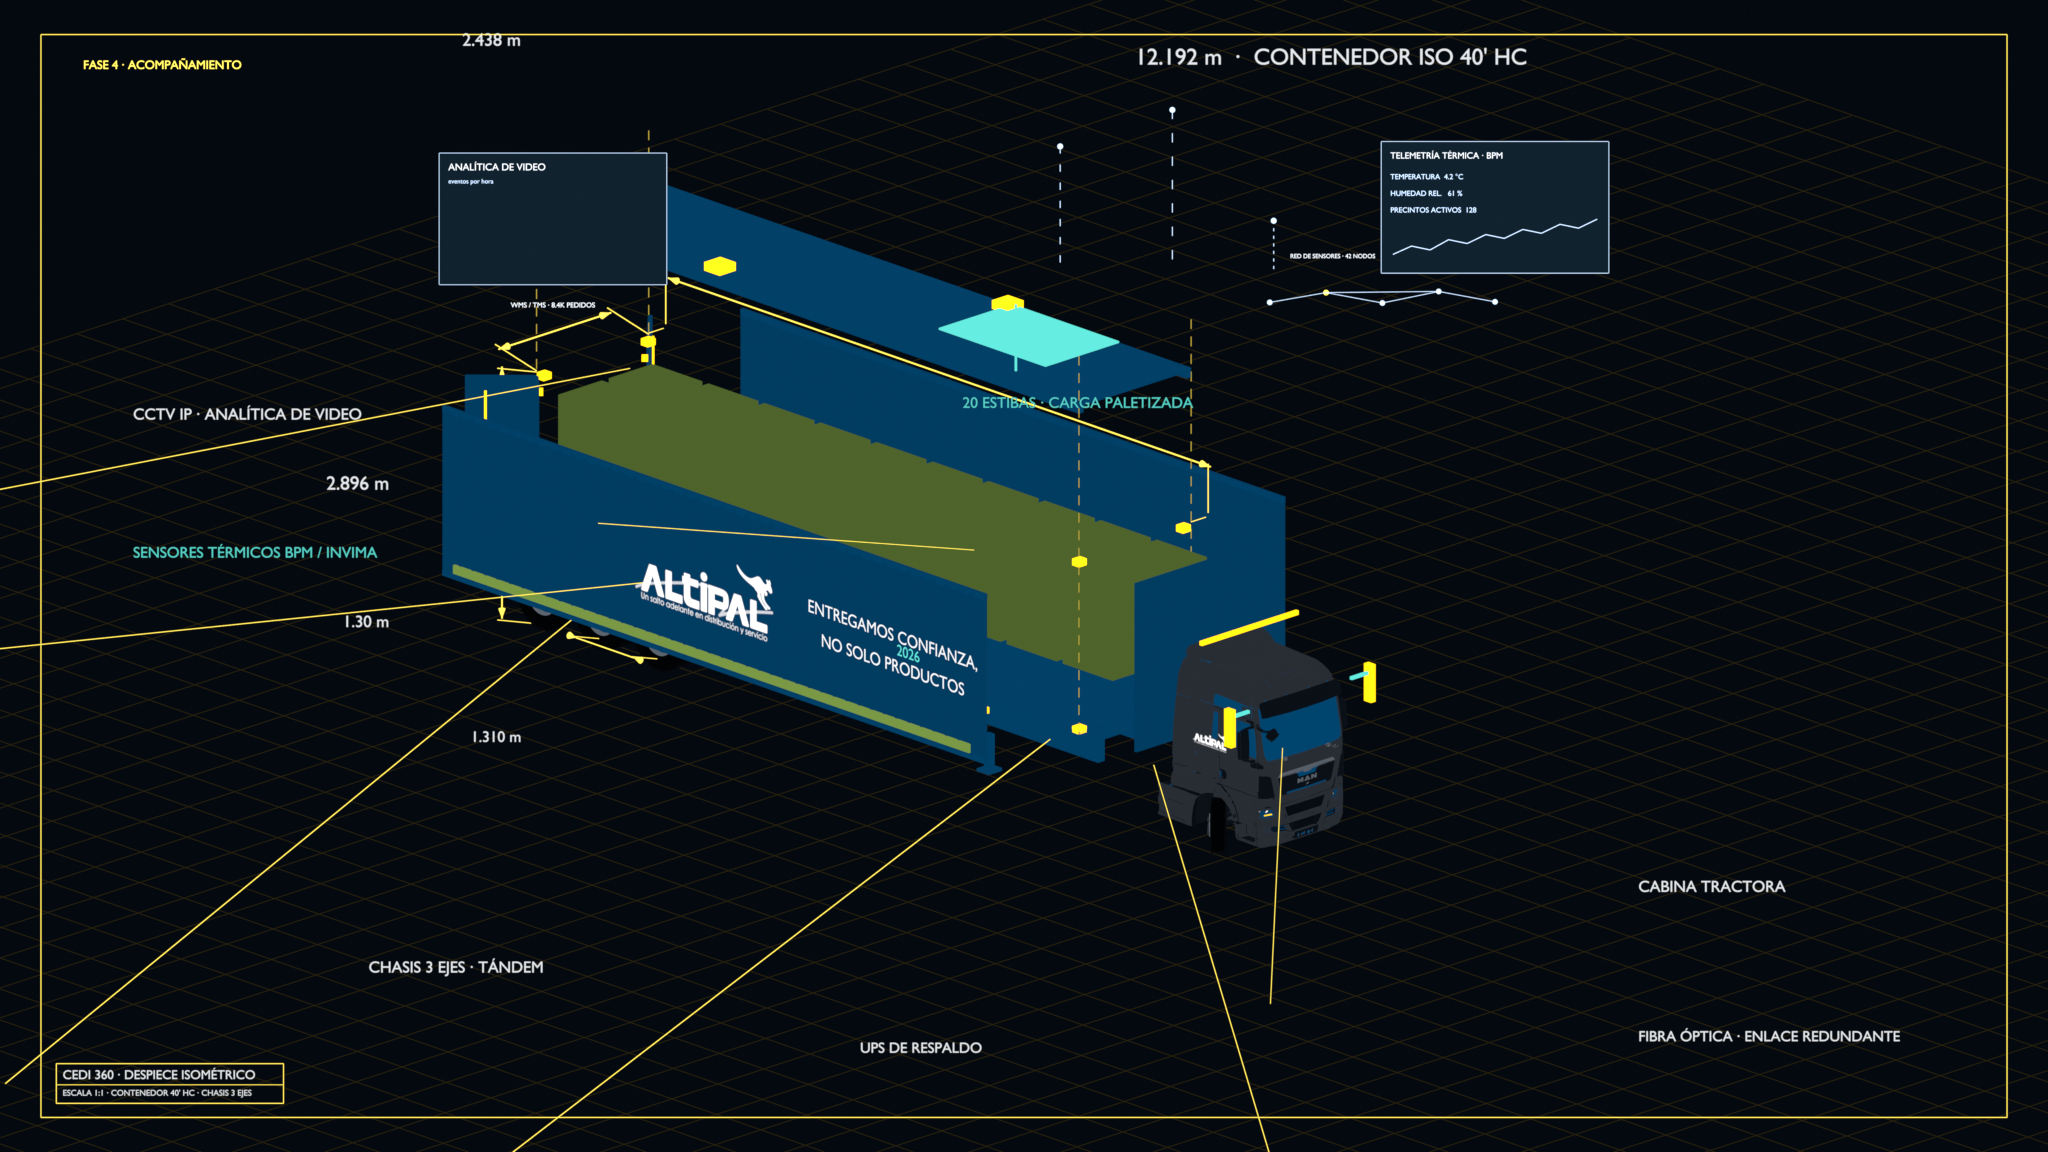 2.438 m
12.192 m · CONTENEDOR ISO 40' HC
FASE 4 · ACOMPAÑAMIENTO
ANALÍTICA DE VIDEO
eventos por hora
TELEMETRÍA TÉRMICA · BPM
TEMPERATURA 4.2 °C
HUMEDAD REL. 61 %
PRECINTOS ACTIVOS 128
RED DE SENSORES · 42 NODOS
WMS / TMS · 8.4K PEDIDOS
20 ESTIBAS · CARGA PALETIZADA
CCTV IP · ANALÍTICA DE VIDEO
2.896 m
SENSORES TÉRMICOS BPM / INVIMA
1.30 m
ALTIPAL
Un salto adelante en distribución y servicio
ENTREGAMOS CONFIANZA,
2026
NO SOLO PRODUCTOS
ALTIPAL
MAN
1.310 m
CABINA TRACTORA
CHASIS 3 EJES · TÁNDEM
UPS DE RESPALDO
FIBRA ÓPTICA · ENLACE REDUNDANTE
CEDI 360 · DESPIECE ISOMÉTRICO
ESCALA 1:1 · CONTENEDOR 40' HC · CHASIS 3 EJES